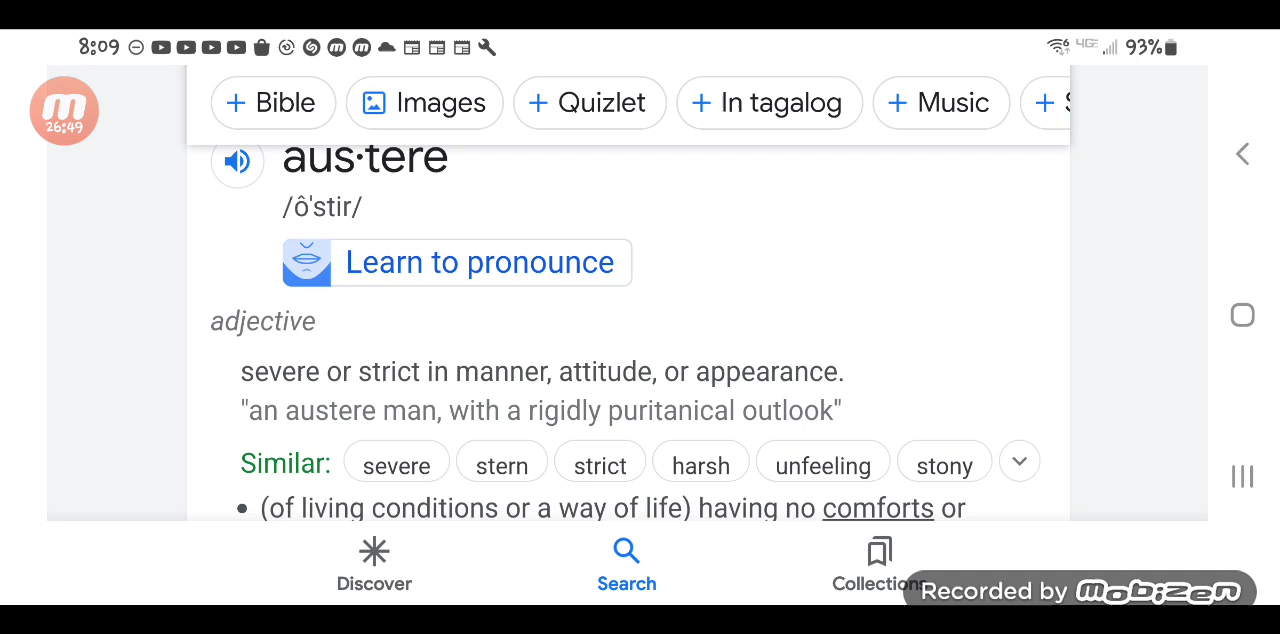 8:09 4GE 93%
26:49
+ Bible Images + Quizlet + In tagalog + Music +
aus·tere
/ô'stir/
Learn to pronounce
adjective
severe or strict in manner, attitude, or appearance.
"an austere man, with a rigidly puritanical outlook"
Similar: severe stern strict harsh unfeeling stony
• (of living conditions or a way of life) having no comforts or
Discover Search Collections
Recorded by mobizen